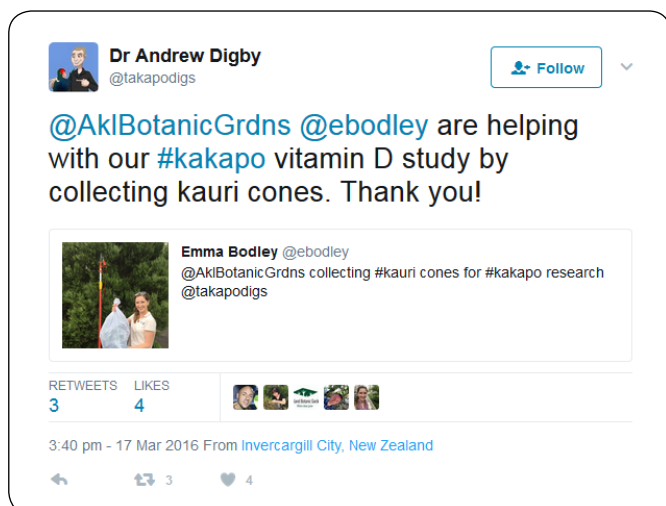 Dr Andrew Digby
@takapodigs
Follow
@AklBotanicGrdns @ebodley are helping
with our #kakapo vitamin D study by
collecting kauri cones. Thank you!
Emma Bodley @ebodley
@AklBotanicGrdns collecting #kauri cones for #kakapo research
@takapodigs
RETWEETS LIKES
3 4
3:40 pm - 17 Mar 2016 From Invercargill City, New Zealand
3 4